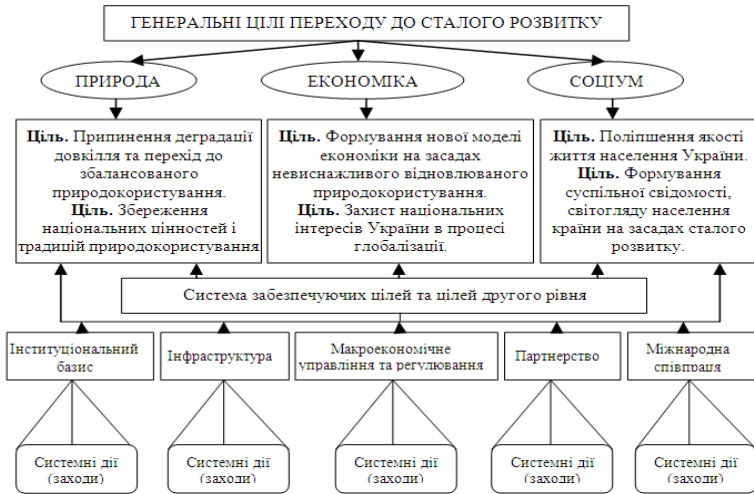 ГЕНЕРАЛЬНІ ЦІЛІ ПЕРЕХОДУ ДО СТАЛОГО РОЗВИТКУ
ПРИРОДА
ЕКОНОМІКА
СОЦІУМ
Ціль. Припинення деградації
довкілля та перехід до
збалансованого
природокористування.
Ціль. Збереження
національних цінностей і
традицій природокористування
Ціль. Формування нової моделі
економіки на засадах
невиснажливого відновлюваного
природокористування.
Ціль. Захист національних
інтересів України в процесі
глобалізації.
Ціль. Поліпшення якості
життя населення України.
Ціль. Формування
суспільної свідомості,
світогляду населення
країни на засадах сталого
розвитку.
Система забезпечуючих цілей та цілей другого рівня
Інституціональний
базис
Інфраструктура
Макроекономічне
управління та регулювання
Партнерство
Міжнародна
співпраця
Системні дії
(заходи)
Системні дії
(заходи)
Системні дії
(заходи)
Системні дії
(заходи)
Системні дії
(заходи)